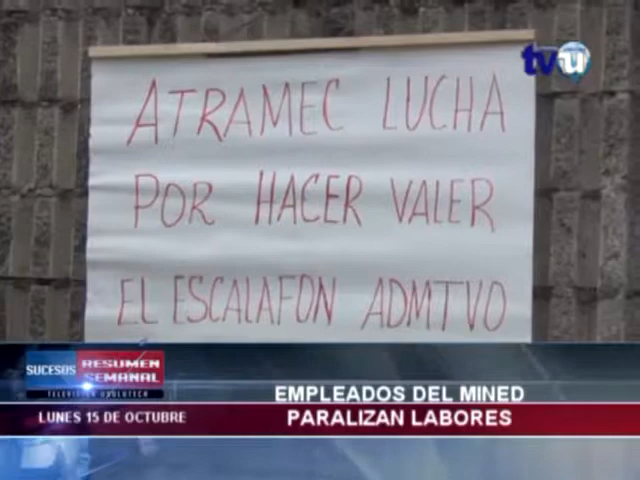 tvu
ATRAMEC LUCHA
POR HACER VALER
EL ESCALAFON ADMTVO
SUCESOS RESUMEN SEMANAL
EMPLEADOS DEL MINED
LUNES 15 DE OCTUBRE
PARALIZAN LABORES